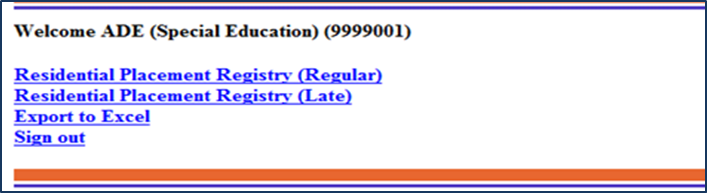 Welcome ADE (Special Education) (9999001)
Residential Placement Registry (Regular)
Residential Placement Registry (Late)
Export to Excel
Sign out